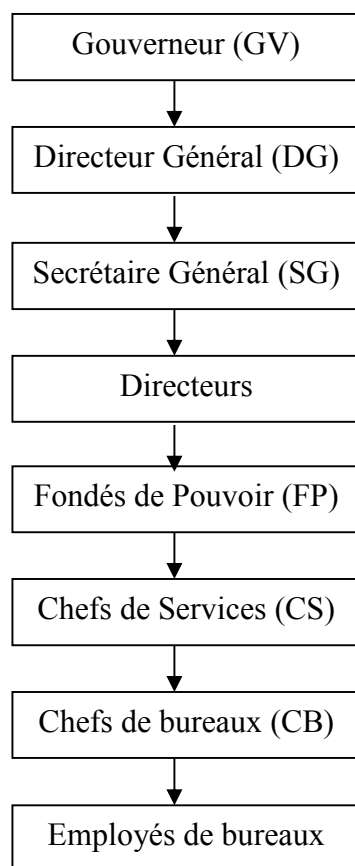 Gouverneur (GV)
Directeur Général (DG)
Secrétaire Général (SG)
Directeurs
Fondés de Pouvoir (FP)
Chefs de Services (CS)
Chefs de bureaux (CB)
Employés de bureaux